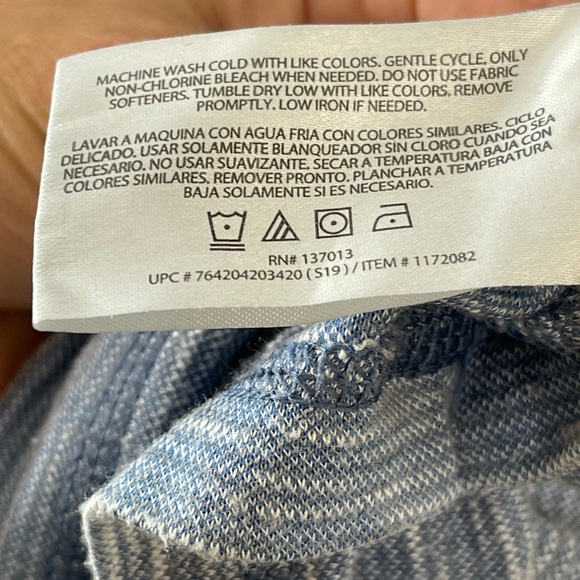 MACHINE WASH COLD WITH LIKE COLORS. GENTLE CYCLE. ONLY
NON-CHLORINE BLEACH WHEN NEEDED. DO NOT USE FABRIC
SOFTENERS. TUMBLE DRY LOW WITH LIKE COLORS. REMOVE
PROMPTLY. LOW IRON IF NEEDED.
LAVAR A MAQUINA CON AGUA FRIA CON COLORES SIMILARES. CICLO
DELICADO. USAR SOLAMENTE BLANQUEADOR SIN CLORO CUANDO SEA
NECESARIO. NO USAR SUAVIZANTE. SECAR A TEMPERATURA BAJA CON
COLORES SIMILARES. REMOVER PRONTO. PLANCHAR A TEMPERATURA
BAJA SOLAMENTE SI ES NECESARIO.
RN# 137013
UPC # 764204203420 ( S19 ) / ITEM # 1172082